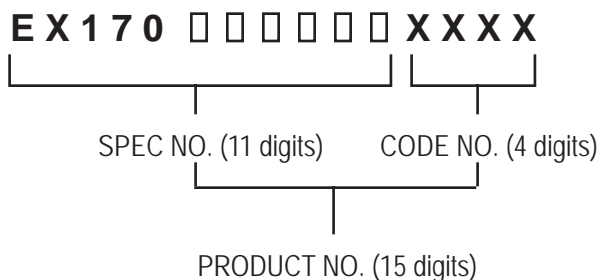 EX170 □□□□□□ XXXX
SPEC NO. (11 digits) CODE NO. (4 digits)
PRODUCT NO. (15 digits)